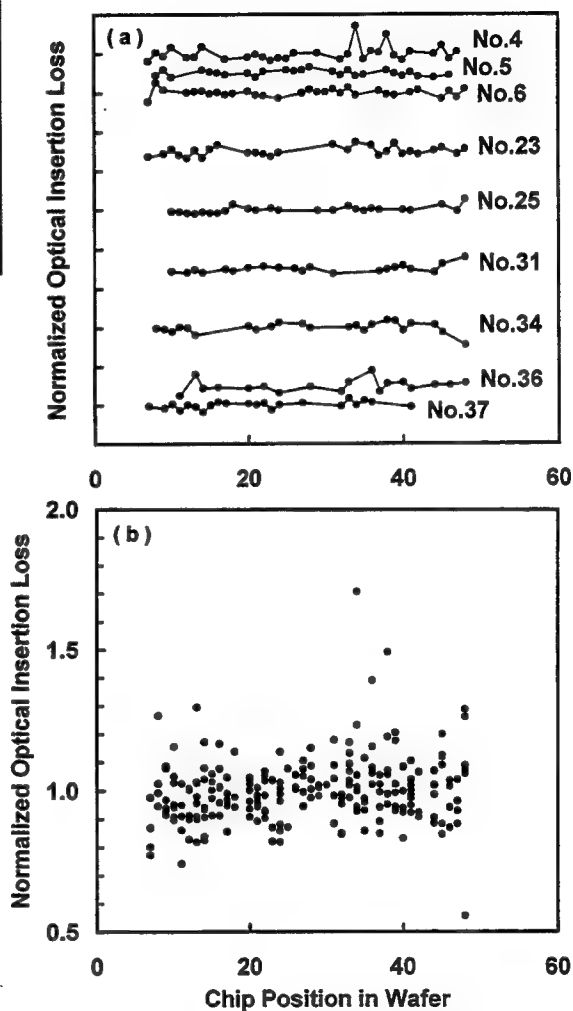 (a)
No.4
No.5
No.6
No.23
No.25
No.31
No.34
No.36
No.37
Normalized Optical Insertion Loss
0 20 40 60
(b)
2.0
1.5
1.0
0.5
Normalized Optical Insertion Loss
0 20 40 60
Chip Position in Wafer